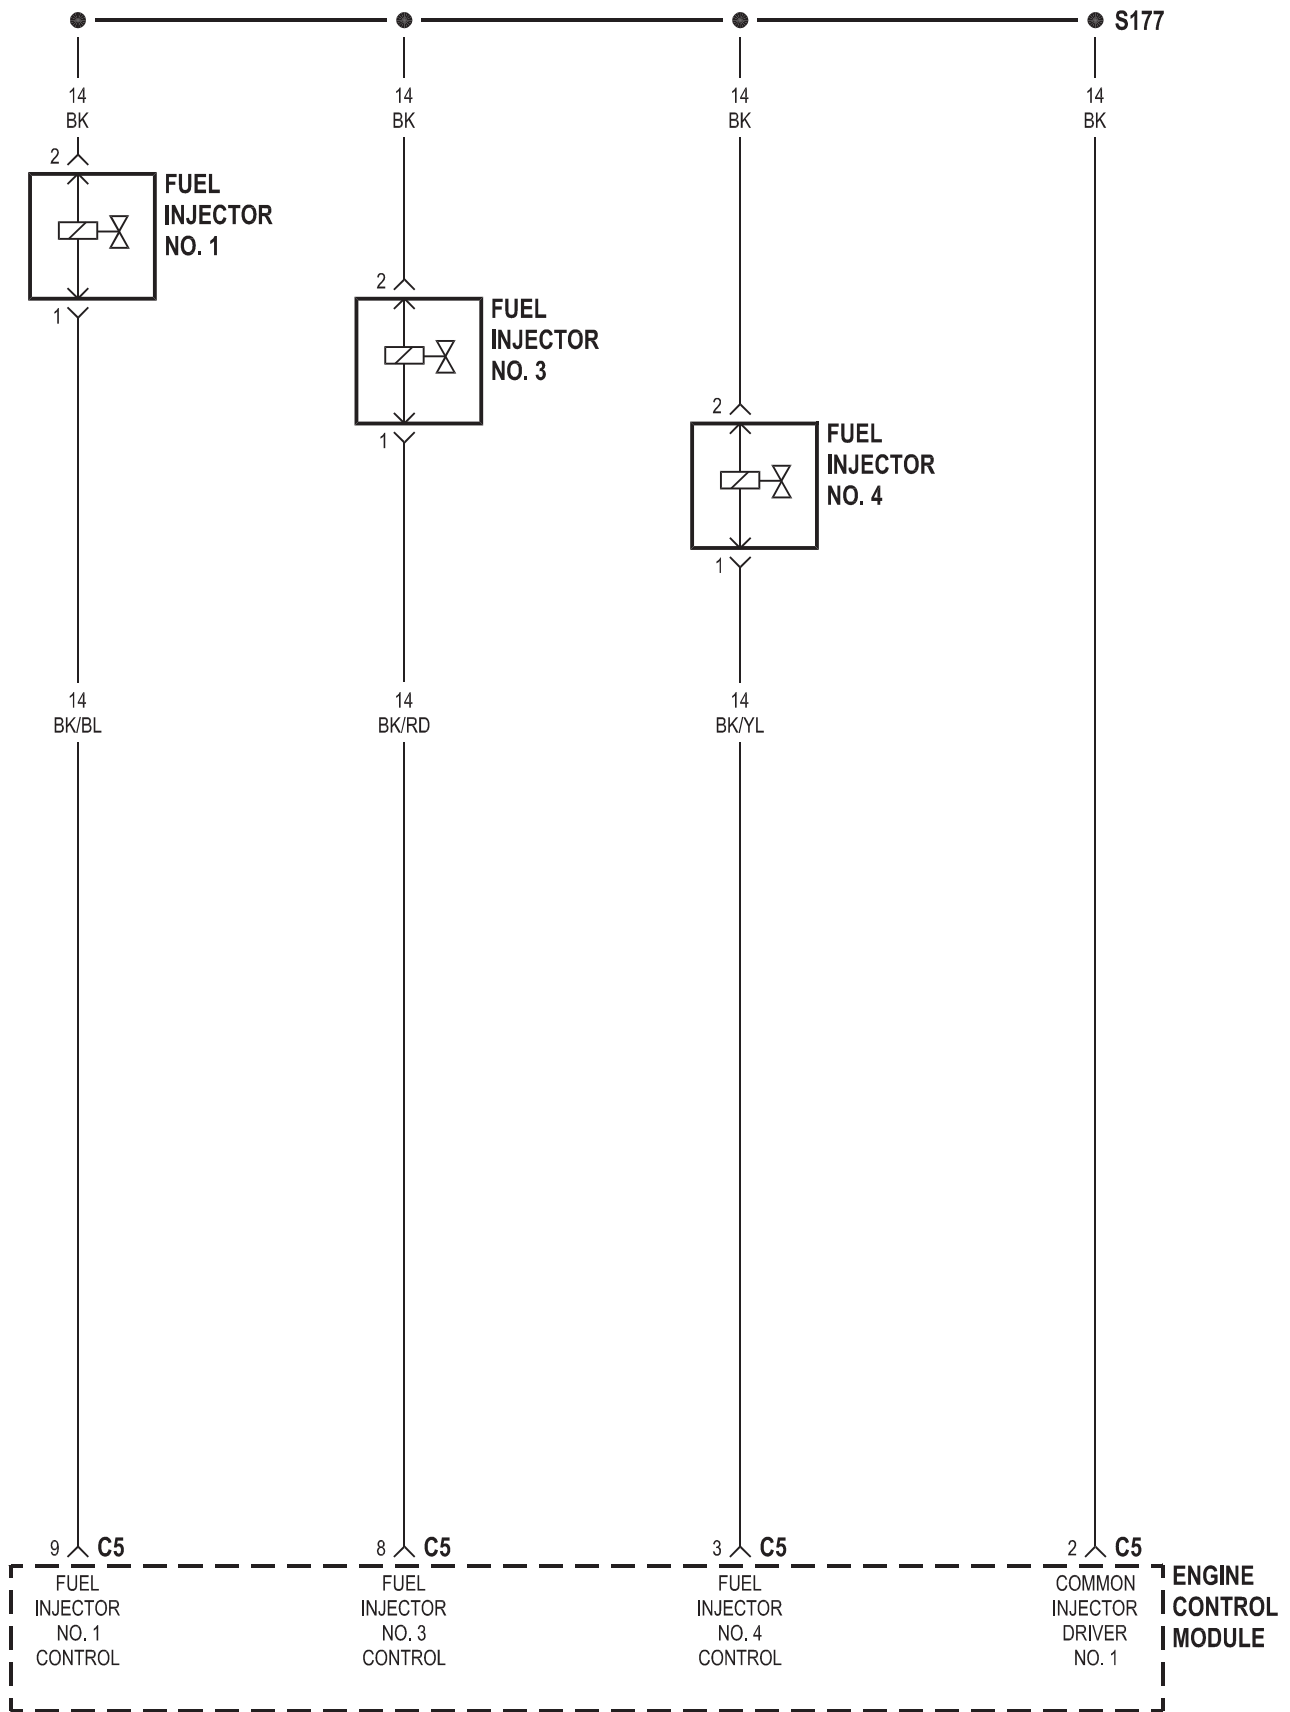 S177
14
BK
14
BK
14
BK
14
BK
2
FUEL
INJECTOR
NO. 1
1
2
FUEL
INJECTOR
NO. 3
1
2
FUEL
INJECTOR
NO. 4
1
14
BK/BL
14
BK/RD
14
BK/YL
9 C5
8 C5
3 C5
2 C5
FUEL
INJECTOR
NO. 1
CONTROL
FUEL
INJECTOR
NO. 3
CONTROL
FUEL
INJECTOR
NO. 4
CONTROL
COMMON
INJECTOR
DRIVER
NO. 1
ENGINE
CONTROL
MODULE